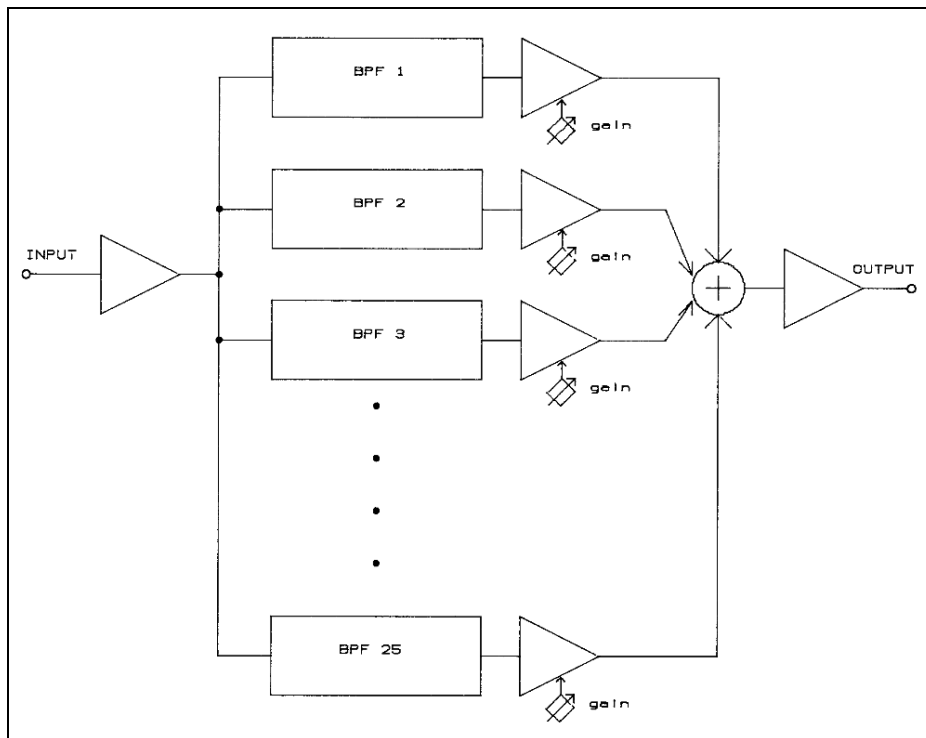 BPF 1
gain
BPF 2
gain
INPUT
OUTPUT
+
BPF 3
gain
BPF 25
gain